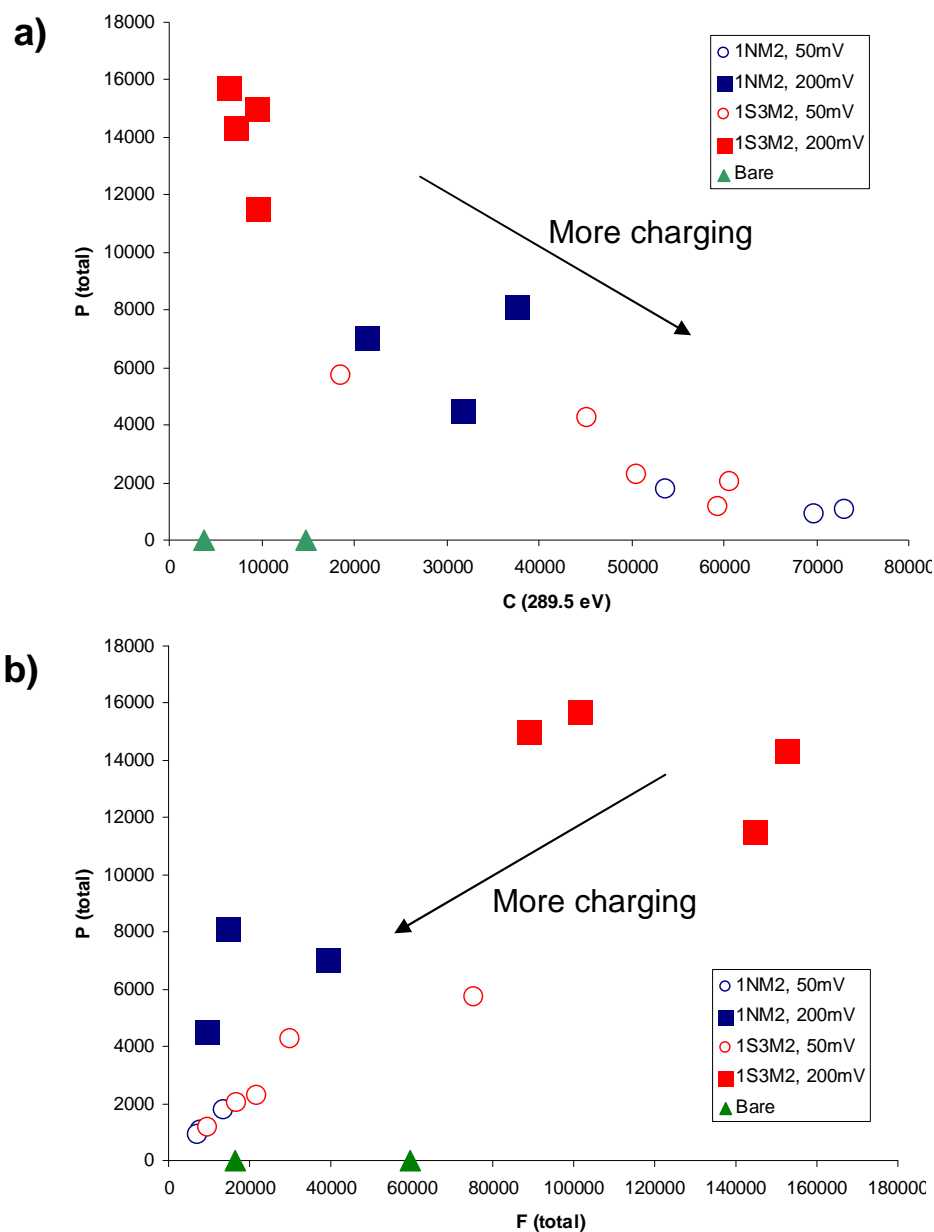 a)
18000
16000
14000
12000
10000
8000
6000
4000
2000
0
P (total)
1NM2, 50mV
1NM2, 200mV
1S3M2, 50mV
1S3M2, 200mV
Bare
More charging
0 10000 20000 30000 40000 50000 60000 70000 80000
C (289.5 eV)
b)
18000
16000
14000
12000
10000
8000
6000
4000
2000
0
P (total)
More charging
1NM2, 50mV
1NM2, 200mV
1S3M2, 50mV
1S3M2, 200mV
Bare
0 20000 40000 60000 80000 100000 120000 140000 160000 180000
F (total)